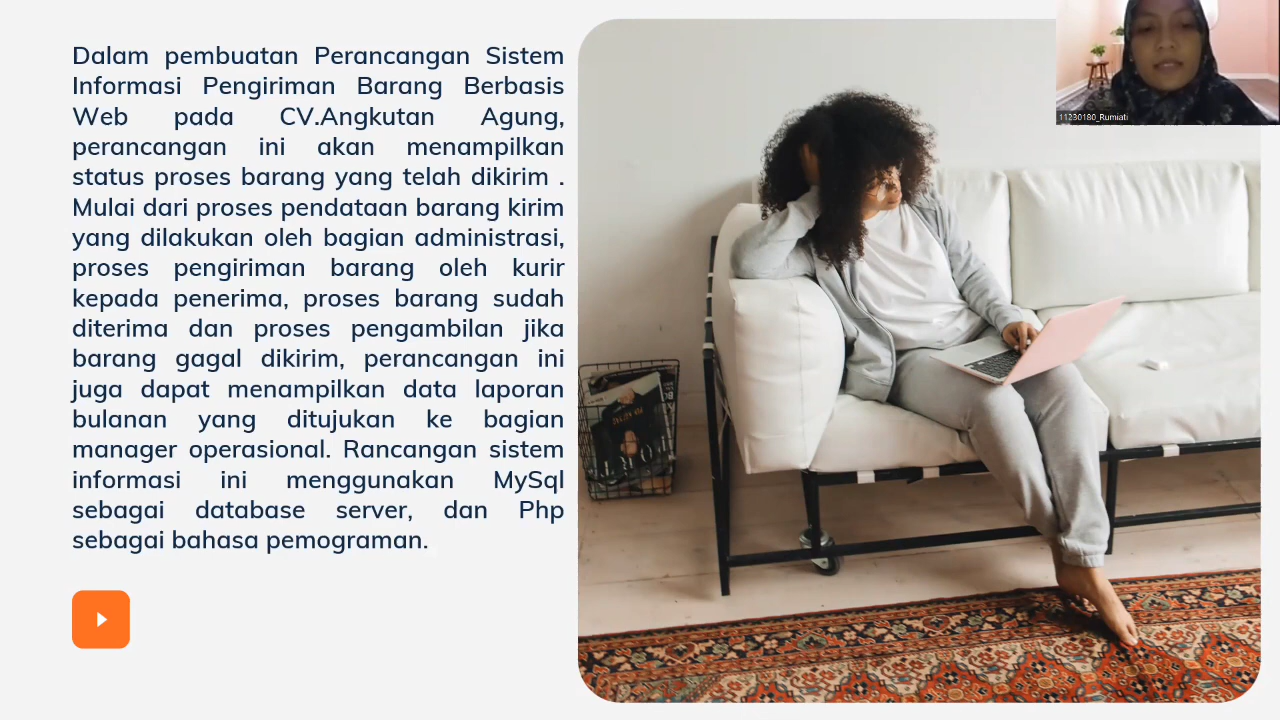 Dalam pembuatan Perancangan Sistem
Informasi Pengiriman Barang Berbasis
Web pada CV.Angkutan Agung,
perancangan ini akan menampilkan
status proses barang yang telah dikirim .
Mulai dari proses pendataan barang kirim
yang dilakukan oleh bagian administrasi,
proses pengiriman barang oleh kurir
kepada penerima, proses barang sudah
diterima dan proses pengambilan jika
barang gagal dikirim, perancangan ini
juga dapat menampilkan data laporan
bulanan yang ditujukan ke bagian
manager operasional. Rancangan sistem
informasi ini menggunakan MySql
sebagai database server, dan Php
sebagai bahasa pemograman.
11230180_Rumiati